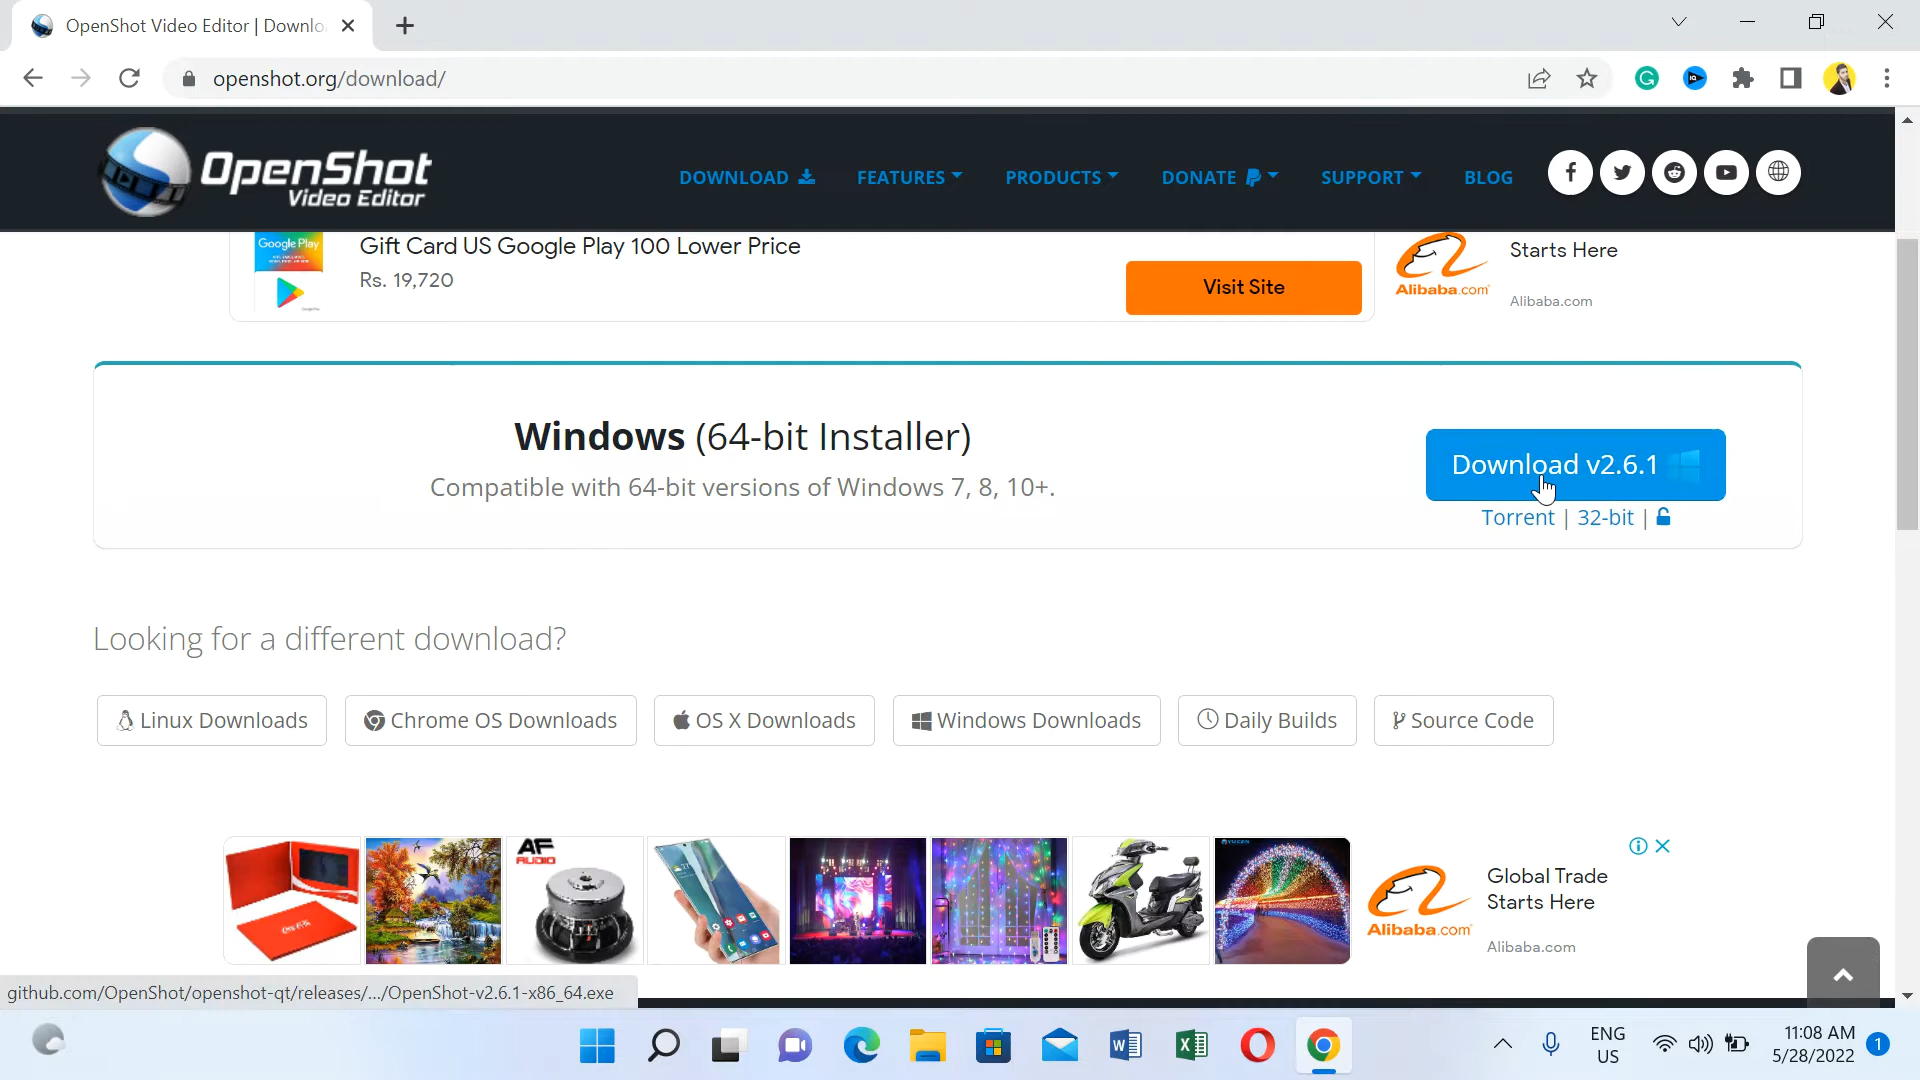 OpenShot Video Editor | Downlo
openshot.org/download/
OpenShot
Video Editor
DOWNLOAD
FEATURES
PRODUCTS
DONATE
SUPPORT
BLOG
Google Play
Gift Card US Google Play 100 Lower Price
Rs. 19,720
Visit Site
Alibaba.com
Starts Here
Alibaba.com
Windows (64-bit Installer)
Compatible with 64-bit versions of Windows 7, 8, 10+.
Download v2.6.1
Torrent | 32-bit |
Looking for a different download?
Linux Downloads
Chrome OS Downloads
OS X Downloads
Windows Downloads
Daily Builds
Source Code
AF
AUDIO
Alibaba.com
Global Trade
Starts Here
Alibaba.com
github.com/OpenShot/openshot-qt/releases/.../OpenShot-v2.6.1-x86_64.exe
ENG
US
11:08 AM
5/28/2022
1